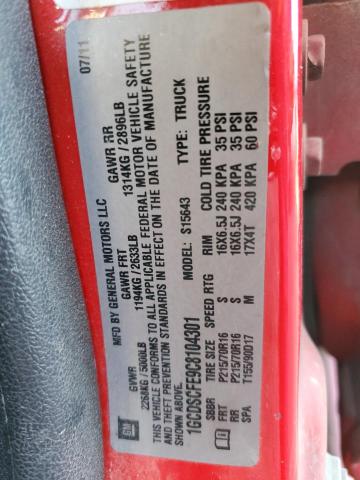 MFD BY GENERAL MOTORS LLC 07/11
GVWR GAWR FRT GAWR RR
2268KG / 5000LB 1194KG / 2633LB 1314KG / 2896LB
THIS VEHICLE CONFORMS TO ALL APPLICABLE FEDERAL MOTOR VEHICLE SAFETY
AND THEFT PREVENTION STANDARDS IN EFFECT ON THE DATE OF MANUFACTURE
SHOWN ABOVE.
1GCDSCFE9C8104301 MODEL: S15643 TYPE: TRUCK
TIRE SIZE SPEED RTG RIM COLD TIRE PRESSURE
SBBR
FRT P215/70R16 S 16X6.5J 240 KPA 35 PSI
RR P215/70R16 S 16X6.5J 240 KPA 35 PSI
SPA T155/90D17 M 17X4T 420 KPA 60 PSI
GM